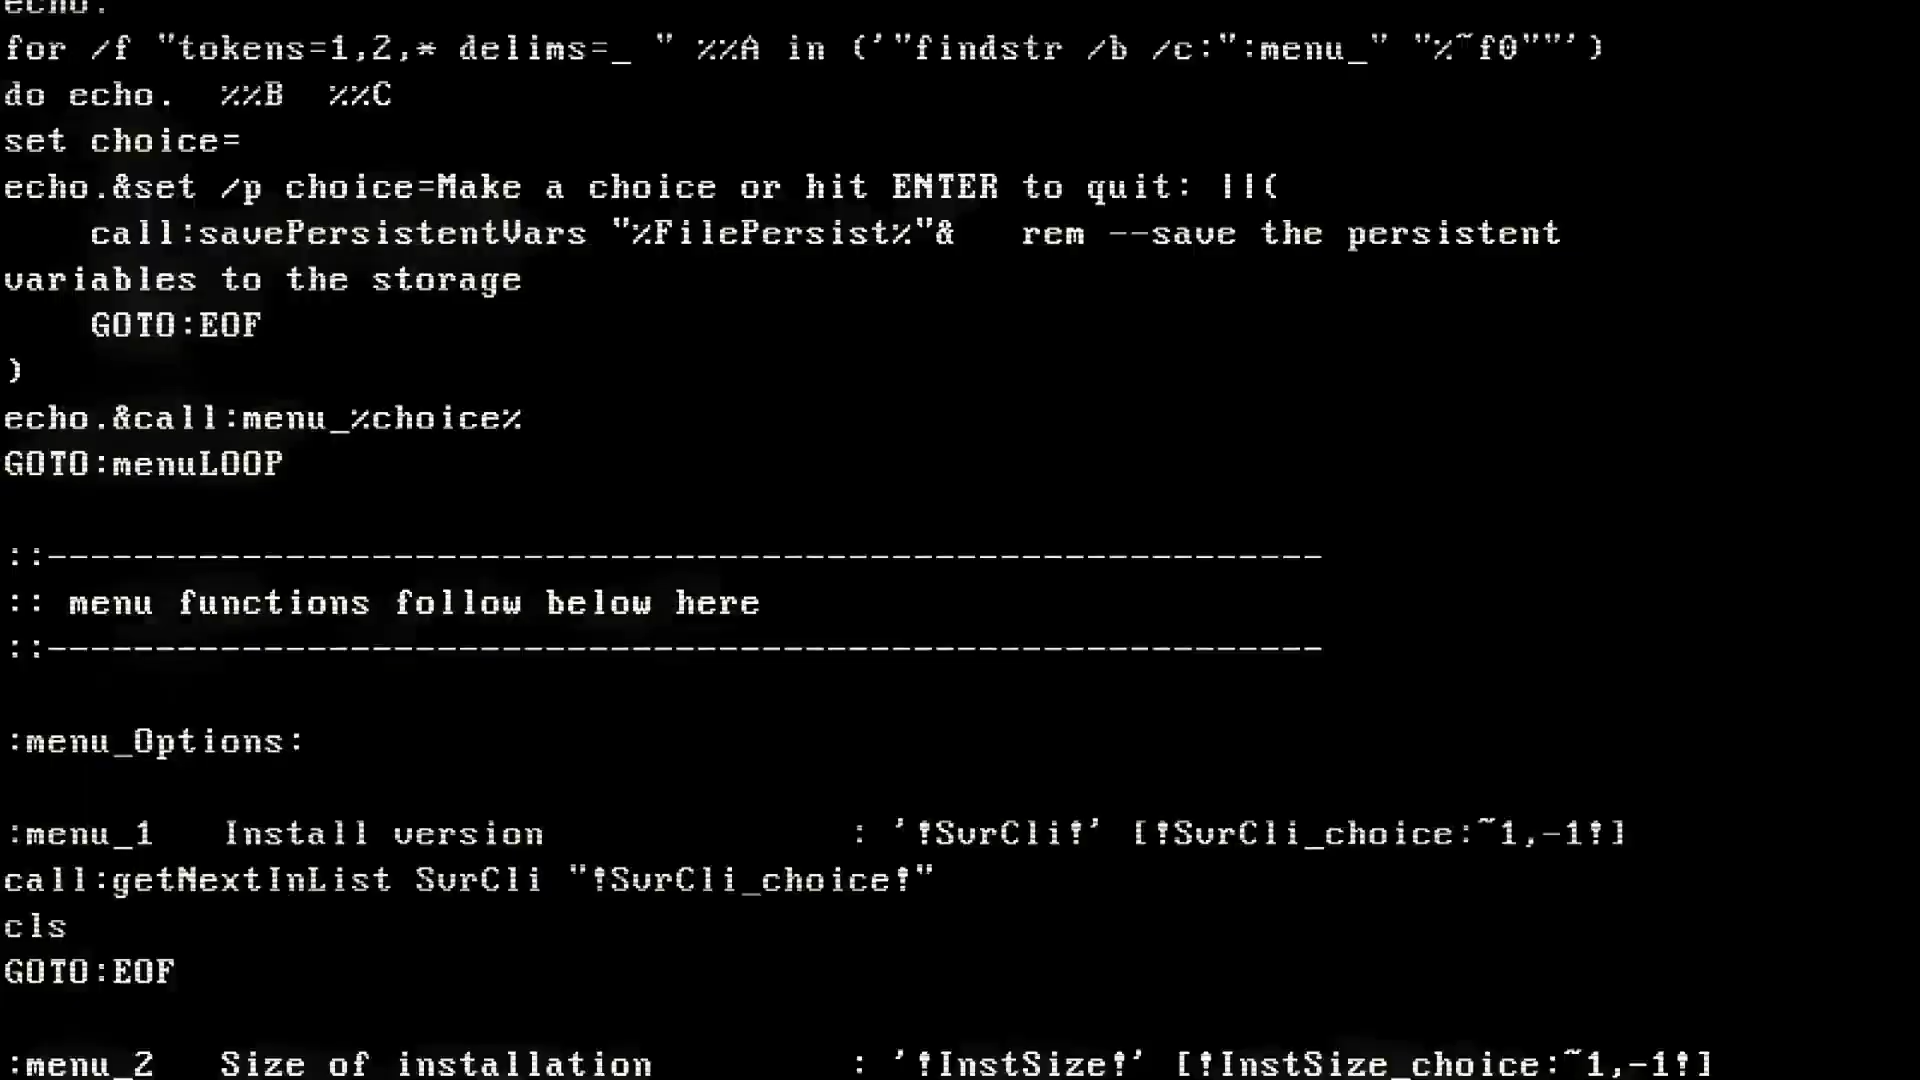 echo.
for /f "tokens=1,2,* delims=_ " %%A in ('"findstr /b /c:":menu_" "%~f0""')
do echo.  %%B  %%C
set choice=
echo.&set /p choice=Make a choice or hit ENTER to quit: ||(
    call:savePersistentVars "%FilePersist%"&   rem --save the persistent
variables to the storage
    GOTO:EOF
)
echo.&call:menu_%choice%
GOTO:menuLOOP
::-----------------------------------------------------------
:: menu functions follow below here
::-----------------------------------------------------------
:menu_Options:
:menu_1   Install version                             : '!SvrCli!' [!SvrCli_choice:~1,-1!]
call:getNextInList SvrCli "!SvrCli_choice!"
cls
GOTO:EOF
:menu_2   Size of installation                   : '!InstSize!' [!InstSize_choice:~1,-1!]